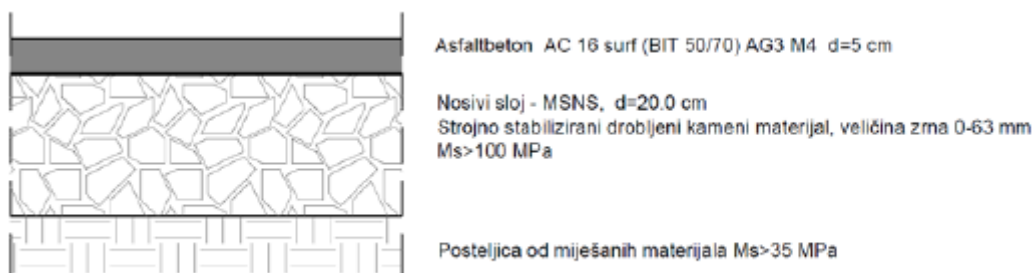 Asfaltbeton AC 16 surf (BIT 50/70) AG3 M4 d=5 cm
Nosivi sloj - MSNS, d=20.0 cm
Strojno stabilizirani drobljeni kameni materijal, veličina zrna 0-63 mm
Ms>100 MPa
Posteljica od miješanih materijala Ms>35 MPa